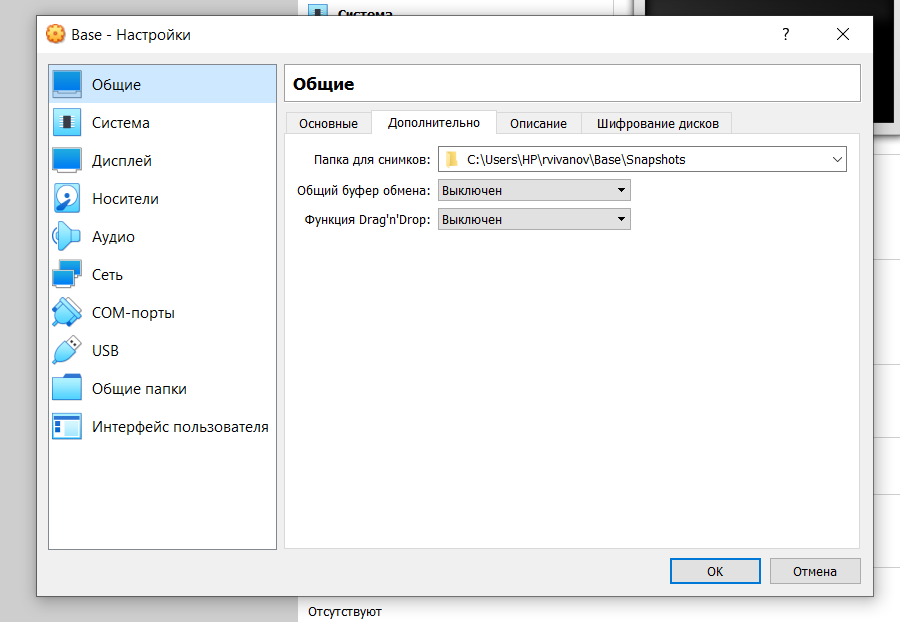 Система
Base - Настройки
?
Общие
Система
Дисплей
Носители
Аудио
Сеть
COM-порты
USB
Общие папки
Интерфейс пользователя
Общие
Основные
Дополнительно
Описание
Шифрование дисков
Папка для снимков: C:\Users\HP\rvivanov\Base\Snapshots
Общий буфер обмена: Выключен
Функция Drag'n'Drop: Выключен
OK
Отмена
Отсутствуют